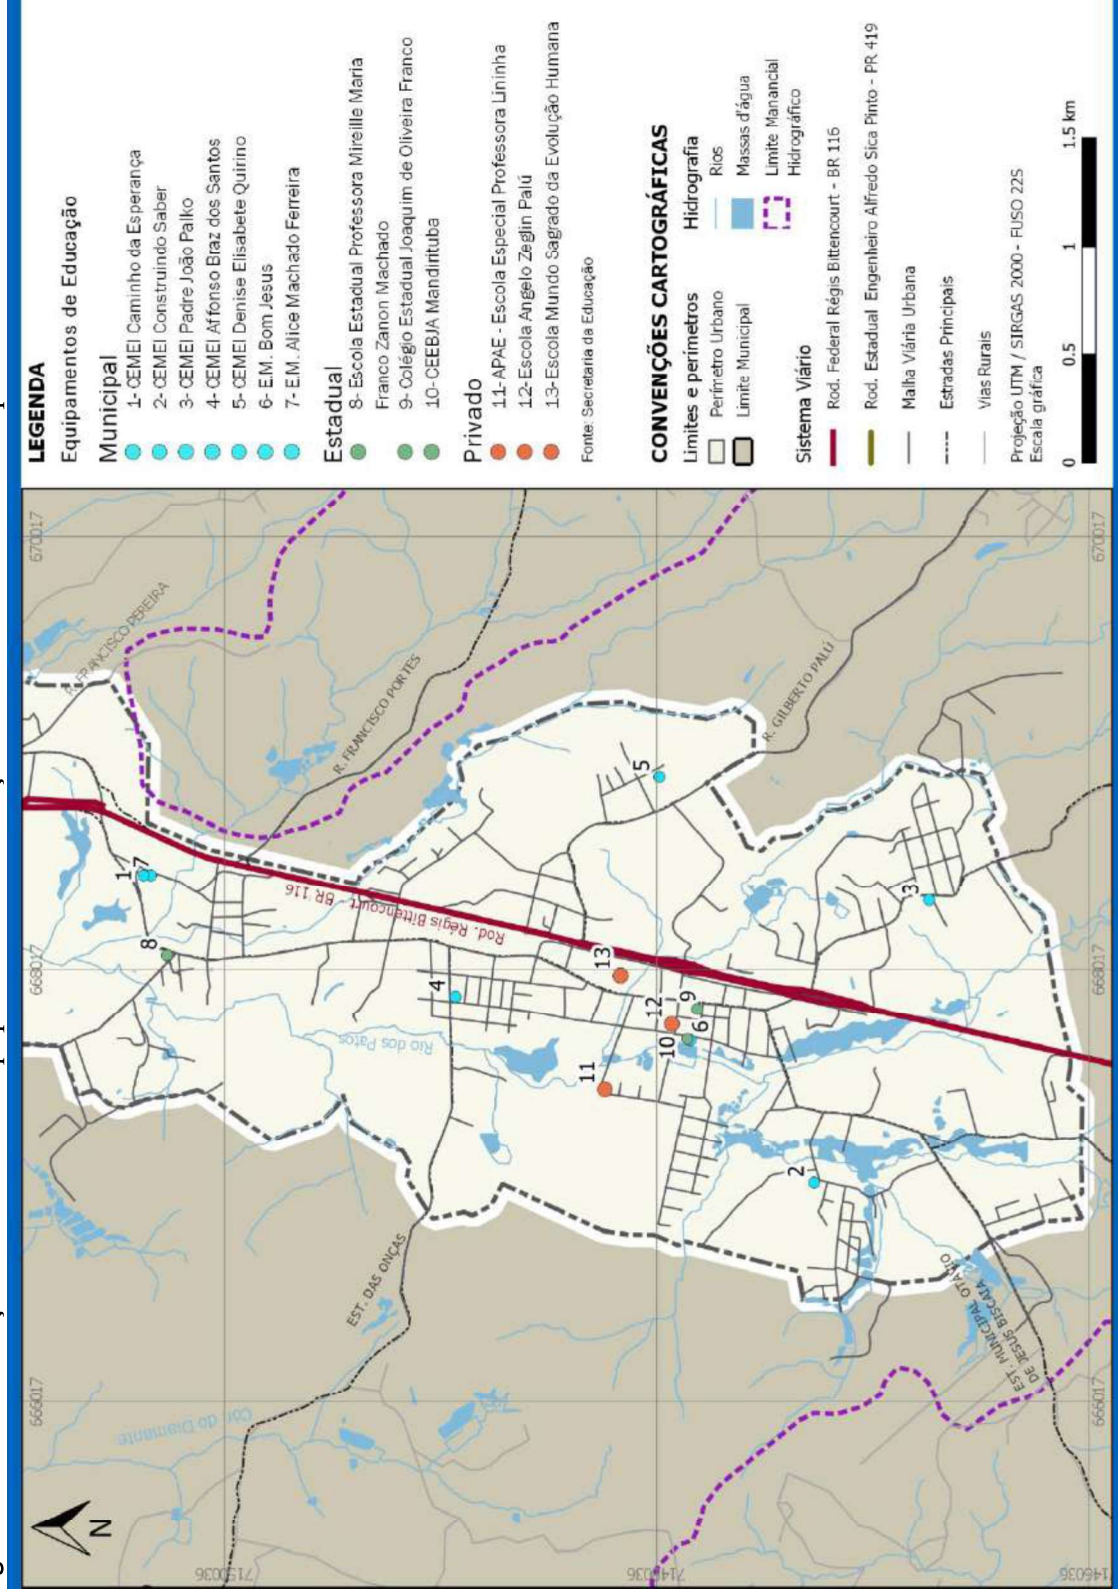 LEGENDA
Equipamentos de Educação
Municipal
1- CEMEI Caminho da Esperança
2- CEMEI Construindo Saber
3- CEMEI Padre João Palko
4- CEMEI Affonso Braz dos Santos
5- CEMEI Denise Elisabete Quirino
6- E.M. Bom Jesus
7- E.M. Alice Machado Ferreira
Estadual
8- Escola Estadual Professora Mireille Maria
Franco Zanon Machado
9- Colégio Estadual Joaquim de Oliveira Franco
10- CEEBJA Mandirituba
Privado
11-APAE - Escola Especial Professora Lininha
12- Escola Angelo Zeglin Palú
13- Escola Mundo Sagrado da Evolução Humana
Fonte: Secretaria da Educação
CONVENÇÕES CARTOGRÁFICAS
Limites e perímetros
Perímetro Urbano
Limite Municipal
Hidrografia
Rios
Massas d'água
Limite Manancial
Hidrográfico
Sistema Viário
Rod. Federal Régis Bittencourt - BR 116
Rod. Estadual Engenheiro Alfredo Sica Pinto - PR 419
Malha Viária Urbana
Estradas Principais
Vias Rurais
Projeção UTM / SIRGAS 2000 - FUSO 22S
Escala gráfica
0 0.5 1 1.5 km
N
666017
668017
670017
666017
668017
670017
7150036
7148036
7146036
R. FRANCISCO PEREIRA
R. FRANCISCO PORTES
R. GILBERTO PALÚ
Rod. Régis Bittencourt - BR 116
Rio dos Patos
EST. DAS ONÇAS
Cór. do Diamante
EST. MUNICIPAL OTÁVIO
DE JESUS BISCAIA
17
8
4
5
13
12
9
6
10
11
3
2